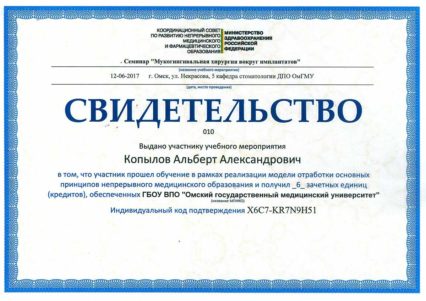 КООРДИНАЦИОННЫЙ СОВЕТ
ПО РАЗВИТИЮ НЕПРЕРЫВНОГО
МЕДИЦИНСКОГО
И ФАРМАЦЕВТИЧЕСКОГО
ОБРАЗОВАНИЯ
МИНИСТЕРСТВО
ЗДРАВООХРАНЕНИЯ
РОССИЙСКОЙ
ФЕДЕРАЦИИ
. Семинар "Мукогингивальная хирургия вокруг имплантатов"
(название учебного мероприятия)
12-06-2017 г. Омск, ул. Некрасова, 5 кафедра стоматологии ДПО ОмГМУ
(дата, место проведения)
СВИДЕТЕЛЬСТВО
010
Выдано участнику учебного мероприятия
Копылов Альберт Александрович
в том, что участник прошел обучение в рамках реализации модели отработки основных
принципов непрерывного медицинского образования и получил _6_ зачетных единиц
(кредитов), обеспеченных ГБОУ ВПО "Омский государственный медицинский университет"
Индивидуальный код подтверждения X6C7-KR7N9H51